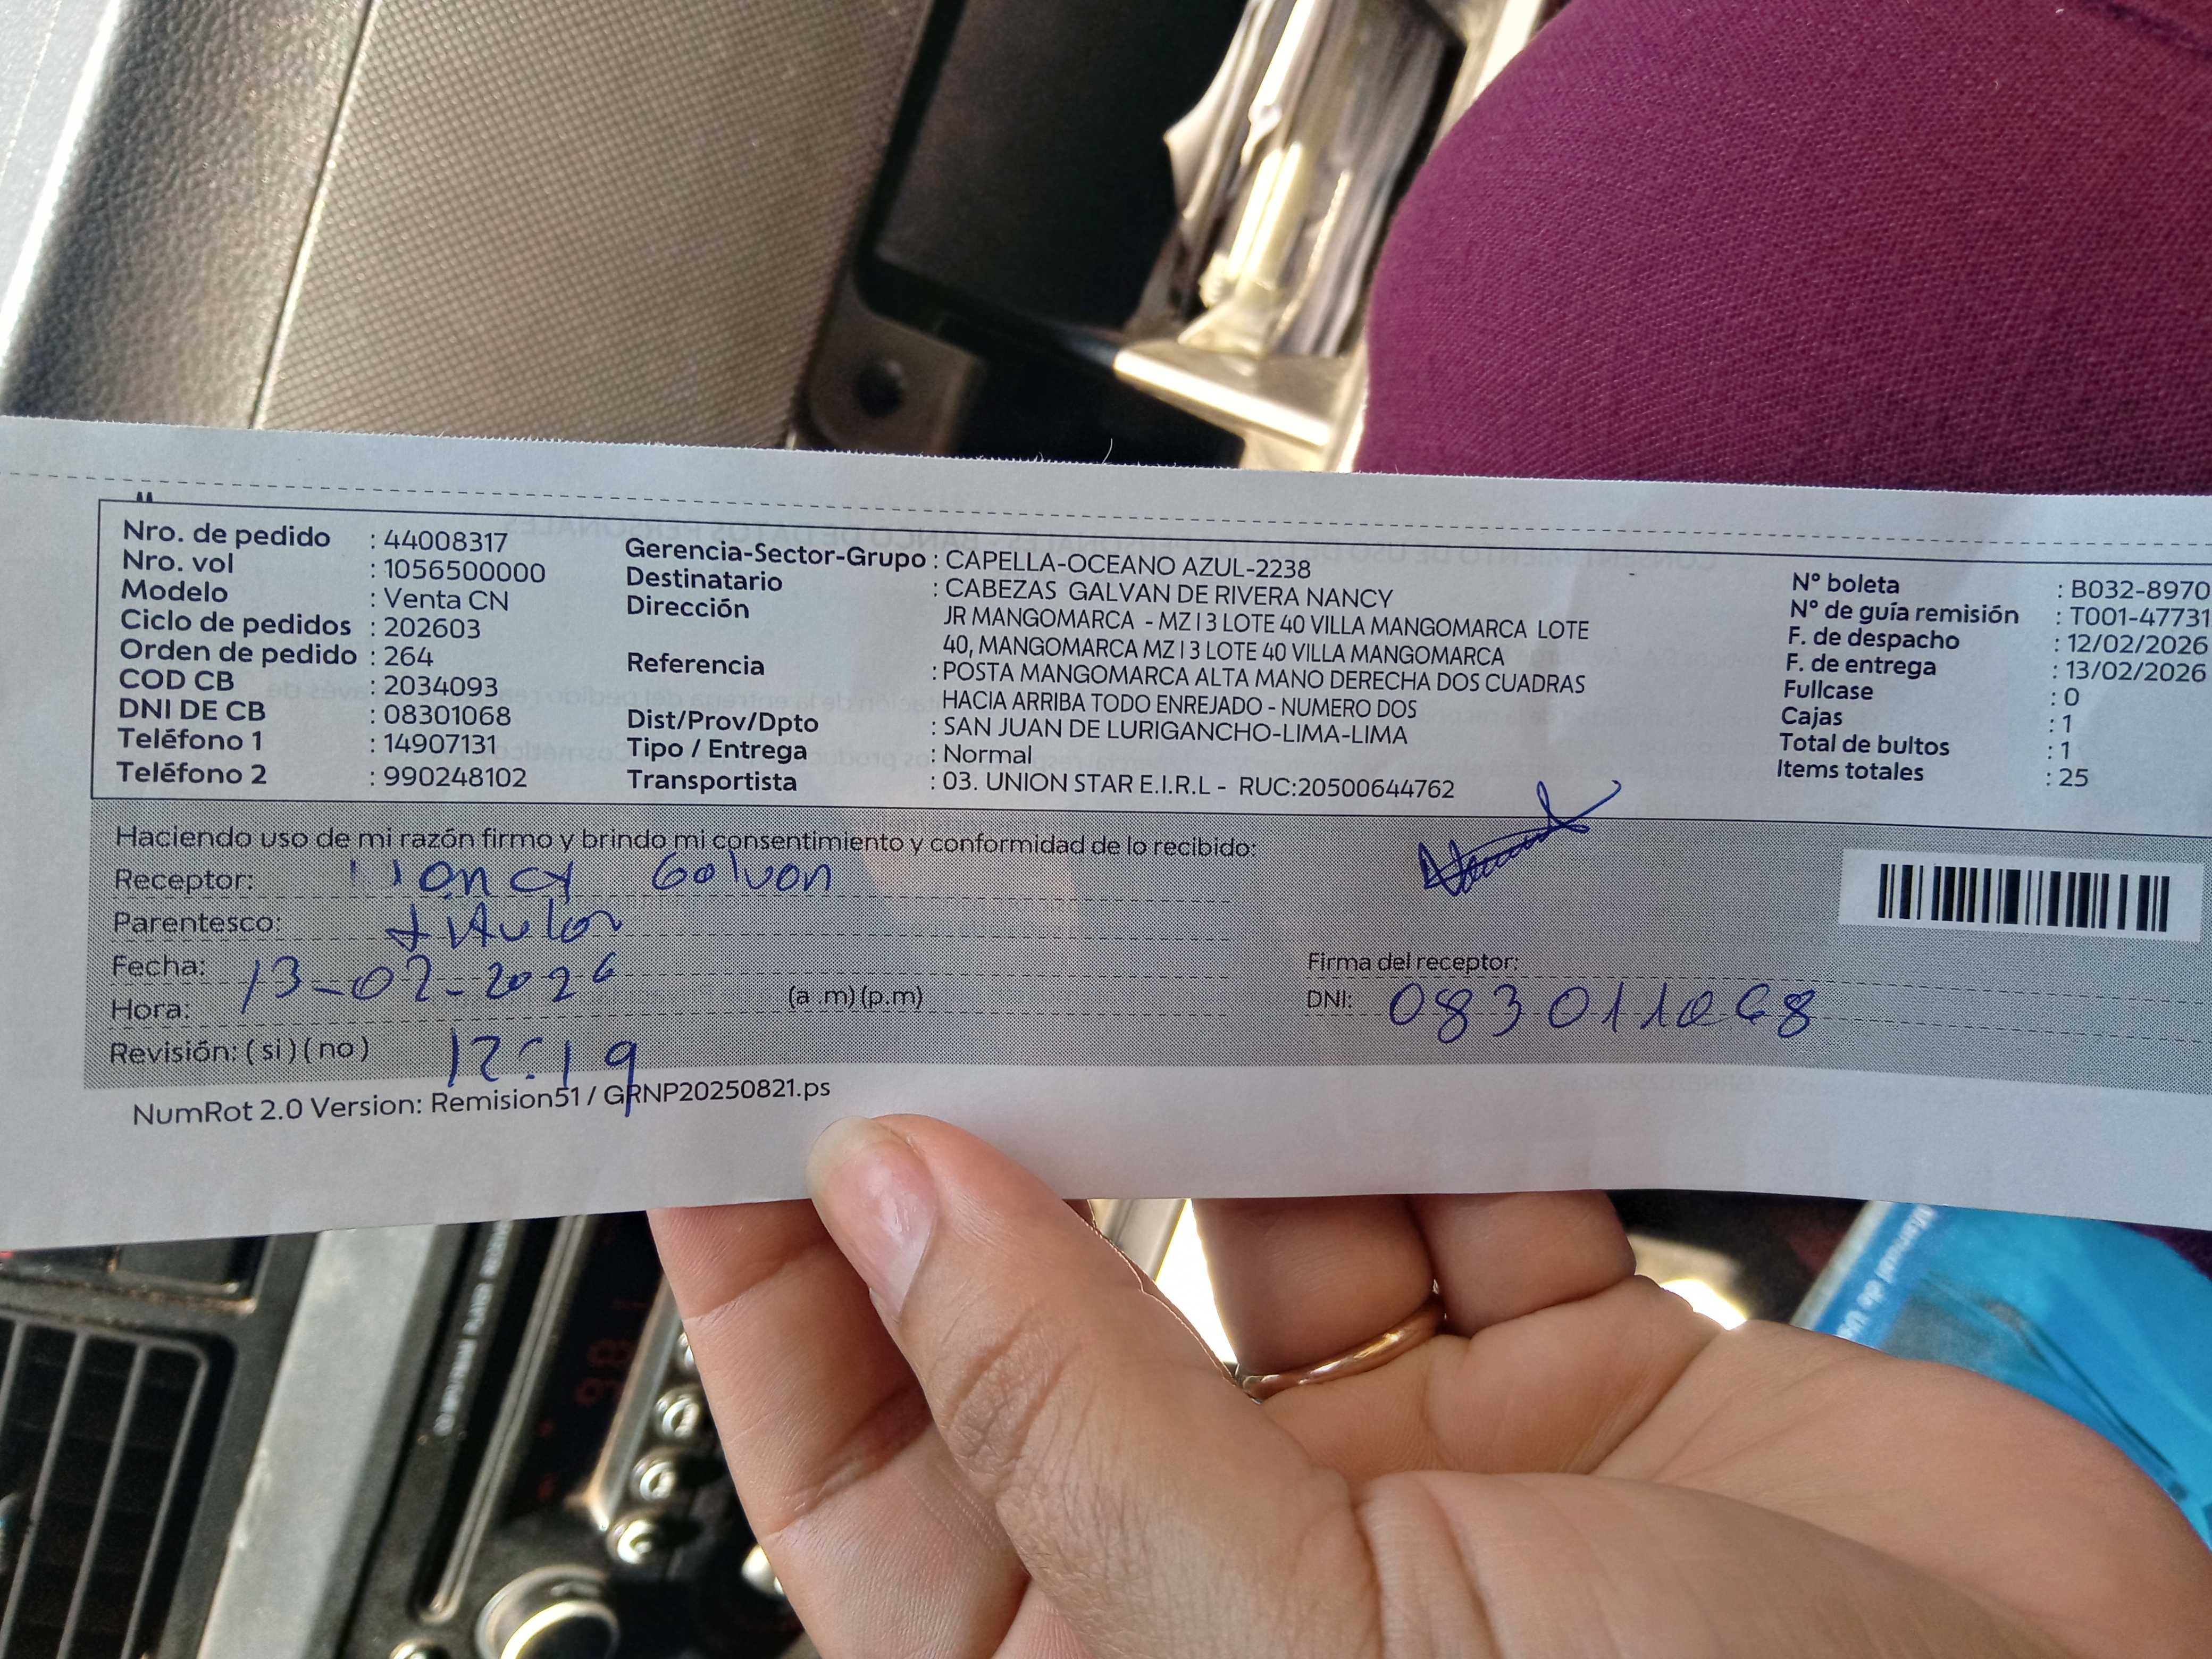 Nro. de pedido : 44008317
Nro. vol : 1056500000
Modelo : Venta CN
Ciclo de pedidos : 202603
Orden de pedido : 264
COD CB : 2034093
DNI DE CB : 08301068
Teléfono 1 : 14907131
Teléfono 2 : 990248102
Gerencia-Sector-Grupo : CAPELLA-OCEANO AZUL-2238
Destinatario : CABEZAS GALVAN DE RIVERA NANCY
Dirección JR MANGOMARCA - MZ I 3 LOTE 40 VILLA MANGOMARCA LOTE
40, MANGOMARCA MZ I 3 LOTE 40 VILLA MANGOMARCA
Referencia : POSTA MANGOMARCA ALTA MANO DERECHA DOS CUADRAS
HACIA ARRIBA TODO ENREJADO - NUMERO DOS
Dist/Prov/Dpto : SAN JUAN DE LURIGANCHO-LIMA-LIMA
Tipo / Entrega : Normal
Transportista : 03. UNION STAR E.I.R.L - RUC:20500644762
N° boleta : B032-8970
N° de guía remisión : T001-47731
F. de despacho : 12/02/2026
F. de entrega : 13/02/2026
Fullcase : 0
Cajas : 1
Total de bultos : 1
Items totales : 25
Haciendo uso de mi razón firmo y brindo mi consentimiento y conformidad de lo recibido:
Receptor: Nancy Galvan
Parentesco: titular
Fecha: 13-02-2026
Hora: (a .m) (p.m)
Revisión: ( si ) ( no ) 12:19
Firma del receptor:
DNI: 083011068
NumRot 2.0 Version: Remision51 / GRNP20250821.ps
Manual de